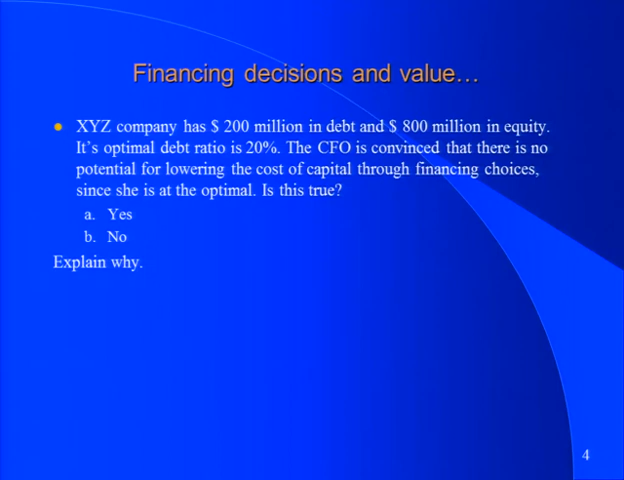 Financing decisions and value…
XYZ company has $ 200 million in debt and $ 800 million in equity.
It's optimal debt ratio is 20%. The CFO is convinced that there is no
potential for lowering the cost of capital through financing choices,
since she is at the optimal. Is this true?
a. Yes
b. No
Explain why.
4